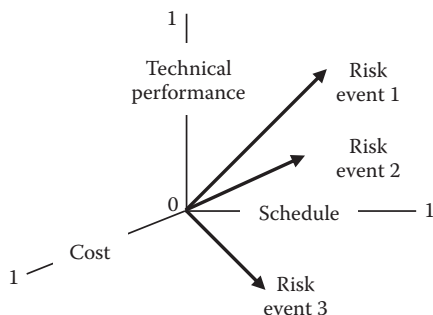 1
Technical
performance
Risk
event 1
Risk
event 2
0
Schedule
1
Cost
1
Risk
event 3